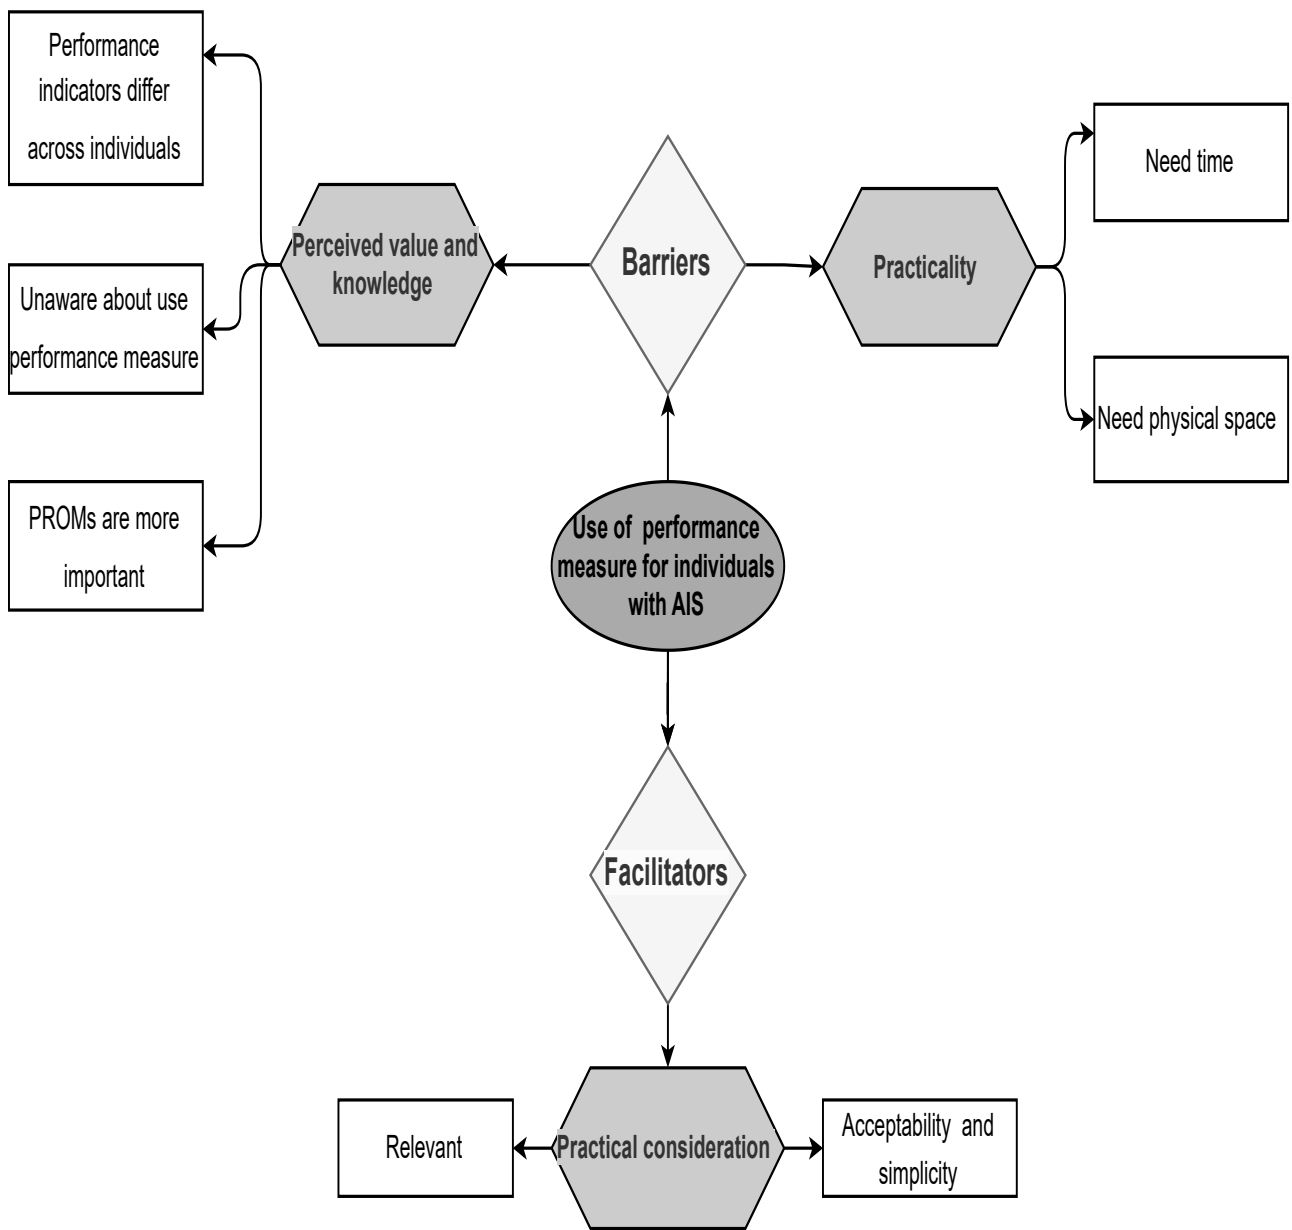 Performance
indicators differ
across individuals
Unaware about use
performance measure
PROMs are more
important
Perceived value and
knowledge
Barriers
Practicality
Need time
Need physical space
Use of performance
measure for individuals
with AIS
Facilitators
Relevant
Practical consideration
Acceptability and
simplicity